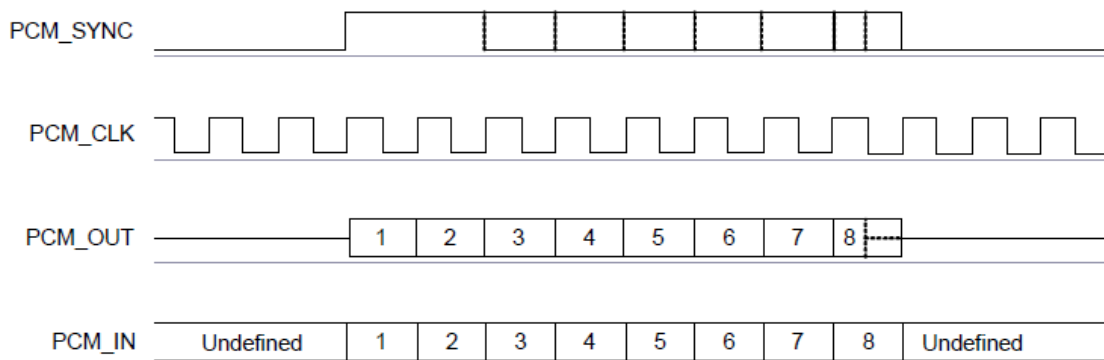 PCM_SYNC
PCM_CLK
PCM_OUT 1 2 3 4 5 6 7 8
PCM_IN Undefined 1 2 3 4 5 6 7 8 Undefined